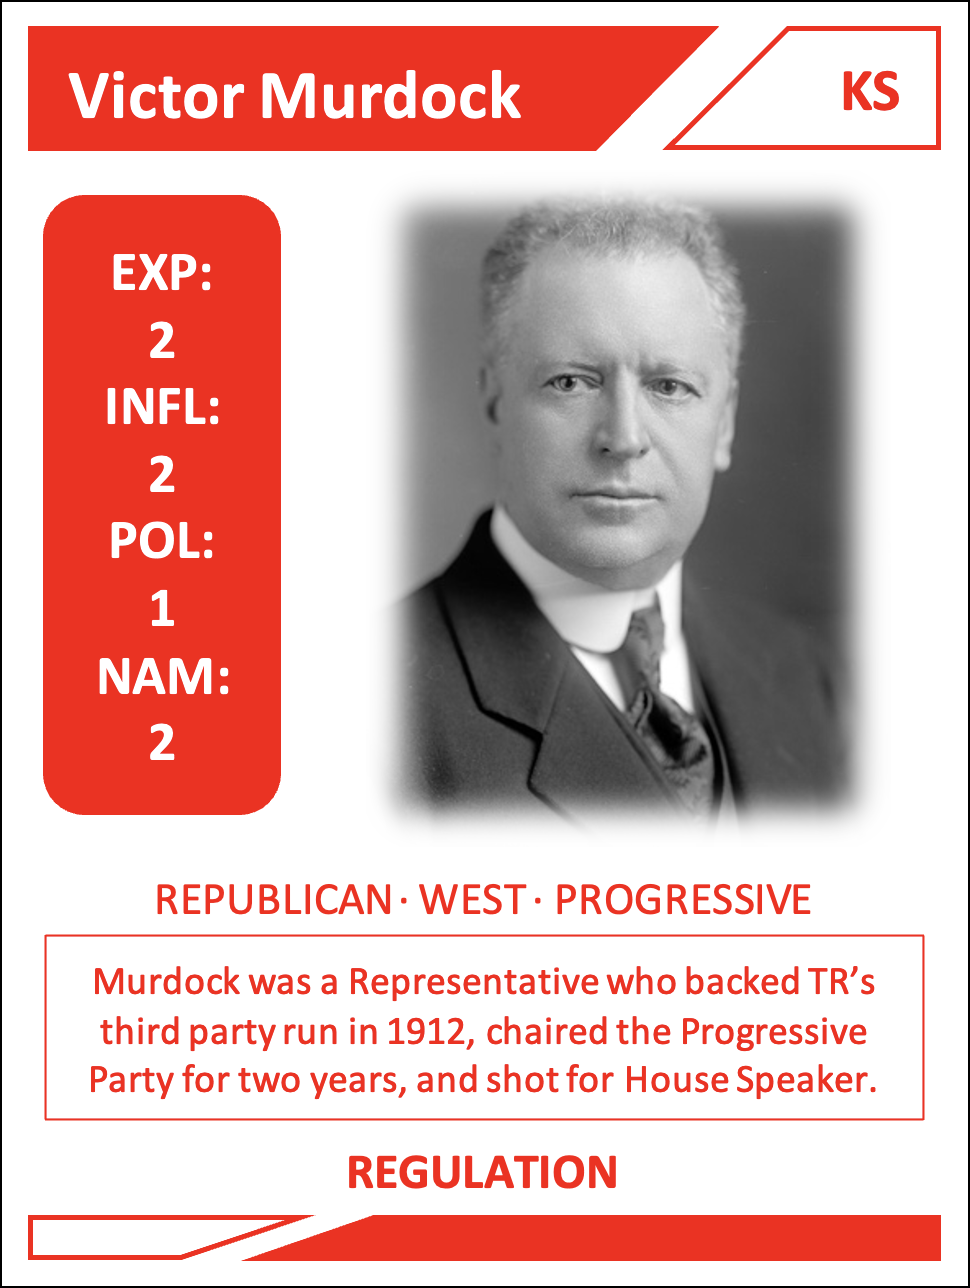 Victor Murdock
KS
EXP:
2
INFL:
2
POL:
1
NAM:
2
REPUBLICAN · WEST · PROGRESSIVE
Murdock was a Representative who backed TR’s
third party run in 1912, chaired the Progressive
Party for two years, and shot for House Speaker.
REGULATION